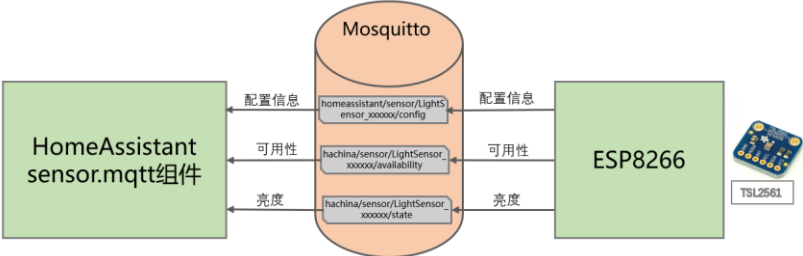 Mosquitto
HomeAssistant
sensor.mqtt组件
配置信息
homeassistant/sensor/LightS
ensor_xxxxxx/config
配置信息
可用性
hachina/sensor/LightSensor_
xxxxxx/availability
可用性
亮度
hachina/sensor/LightSensor_
xxxxxx/state
亮度
ESP8266
TSL2561